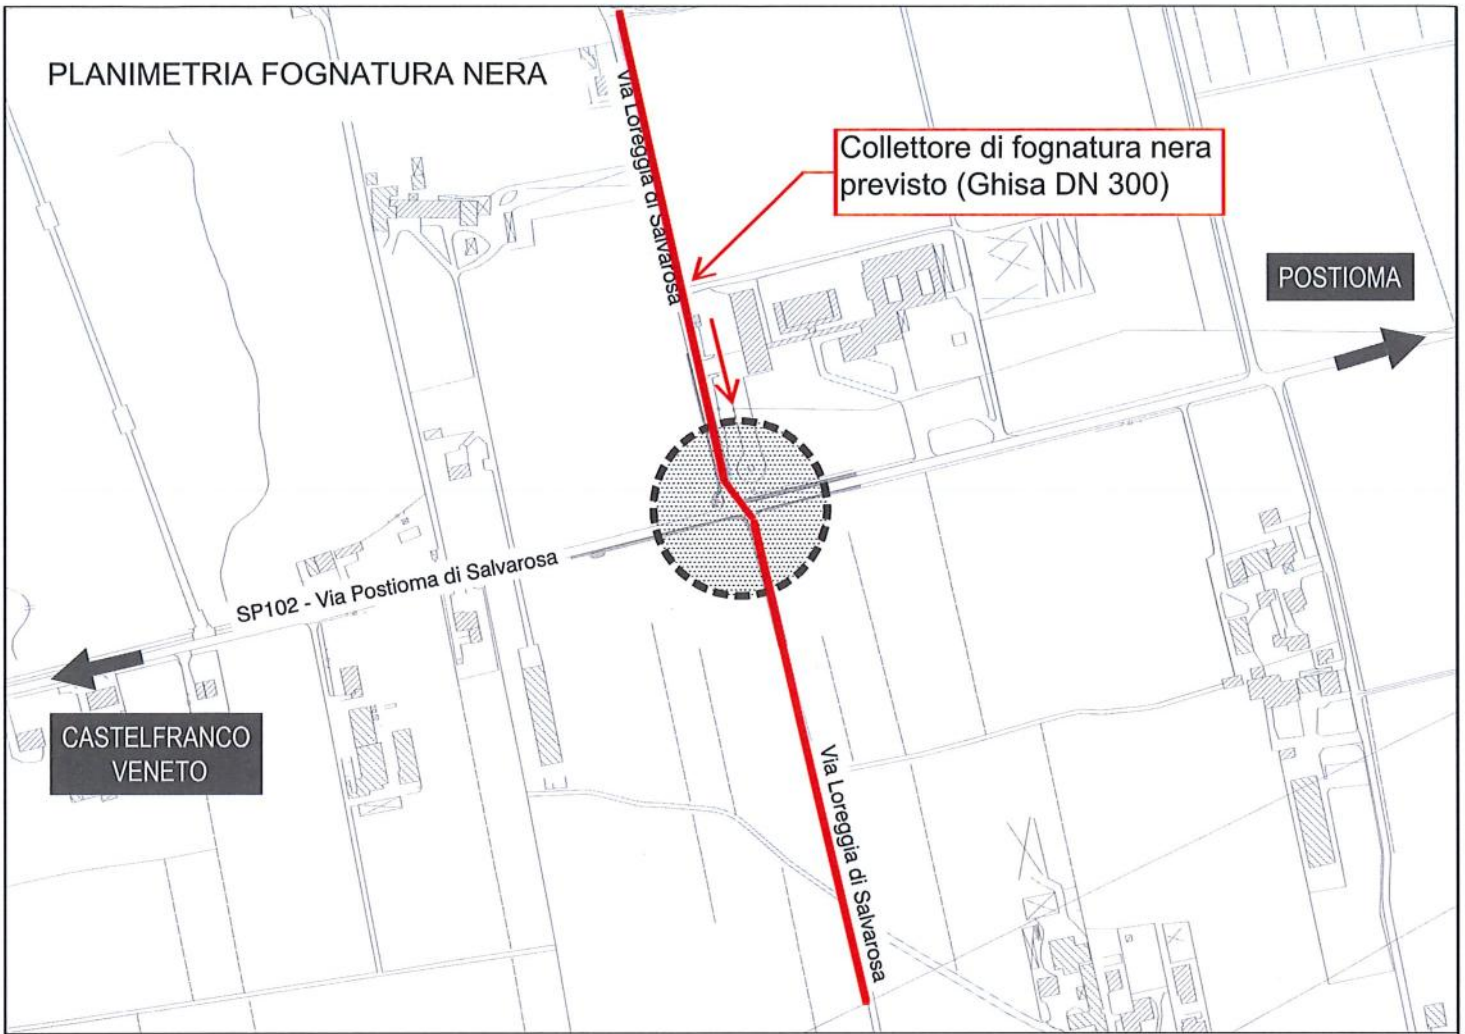 PLANIMETRIA FOGNATURA NERA
Via Loreggia di Salvarosa
Collettore di fognatura nera
previsto (Ghisa DN 300)
POSTIOMA
SP102 - Via Postioma di Salvarosa
CASTELFRANCO
VENETO
Via Loreggia di Salvarosa